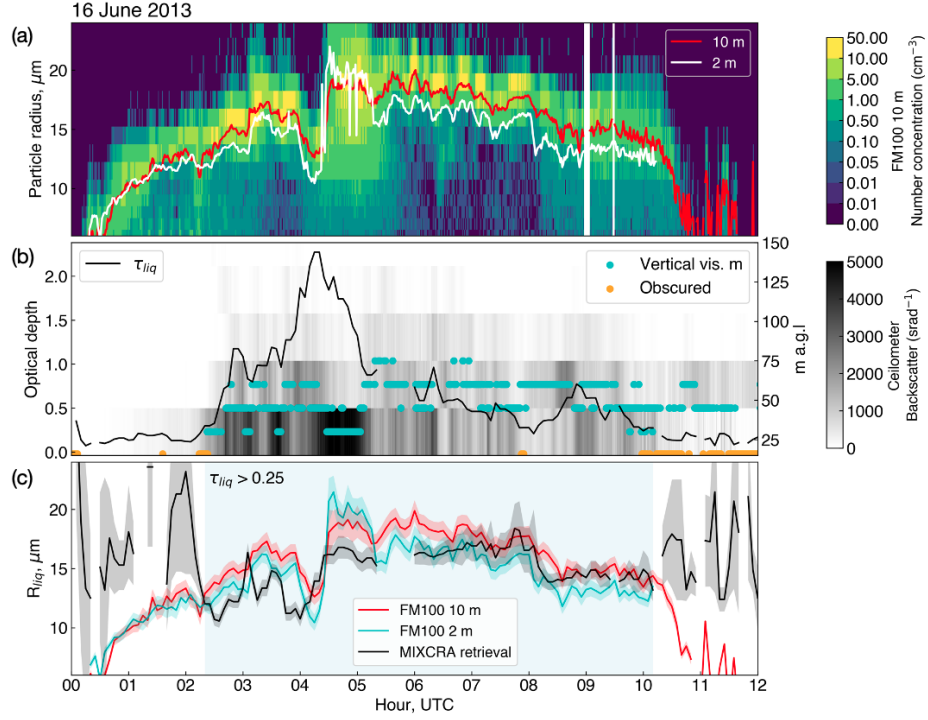 16 June 2013
(a)
Particle radius, μm
20
15
10
10 m
2 m
50.00
10.00
5.00
1.00
0.50
0.10
0.05
0.01
0.01
0.00
FM100 10 m
Number concentration (cm⁻³)
(b)
Optical depth
2.0
1.5
1.0
0.5
0.0
τliq
Vertical vis. m
Obscured
150
125
100
75
50
25
m a.g.l
5000
4000
3000
2000
1000
0
Ceilometer
Backscatter (srad⁻¹)
(c)
Rliq, μm
20
15
10
τliq > 0.25
FM100 10 m
FM100 2 m
MIXCRA retrieval
00 01 02 03 04 05 06 07 08 09 10 11 12
Hour, UTC